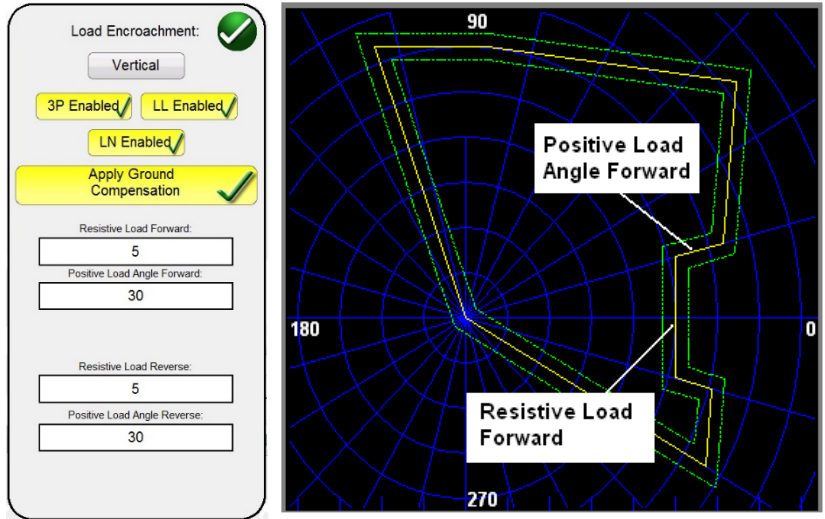 Load Encroachment:
Vertical
3P Enabled
LL Enabled
LN Enabled
Apply Ground
Compensation
Resistive Load Forward:
5
Positive Load Angle Forward:
30
Resistive Load Reverse:
5
Positive Load Angle Reverse:
30
90
Positive Load
Angle Forward
180
0
Resistive Load
Forward
270